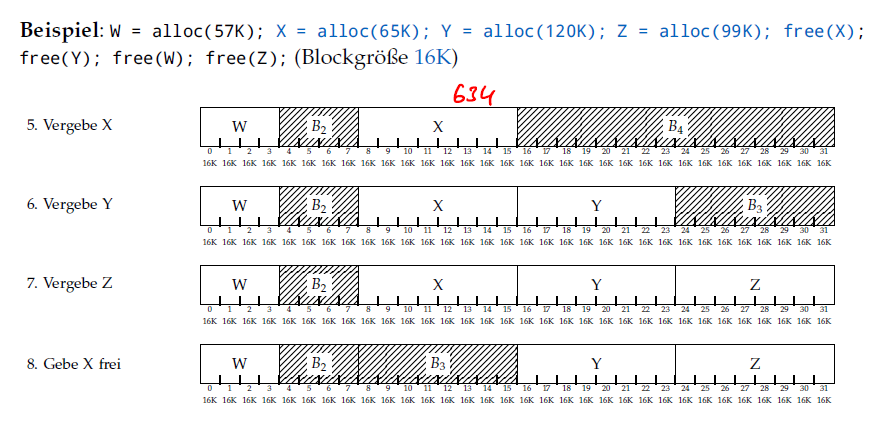 Beispiel: W = alloc(57K); X = alloc(65K); Y = alloc(120K); Z = alloc(99K); free(X);
free(Y); free(W); free(Z); (Blockgröße 16K)
634
5. Vergebe X
W B2 X B4
0 1 2 3 4 5 6 7 8 9 10 11 12 13 14 15 16 17 18 19 20 21 22 23 24 25 26 27 28 29 30 31
16K 16K 16K 16K 16K 16K 16K 16K 16K 16K 16K 16K 16K 16K 16K 16K 16K 16K 16K 16K 16K 16K 16K 16K 16K 16K 16K 16K 16K 16K 16K 16K
6. Vergebe Y
W B2 X Y B3
0 1 2 3 4 5 6 7 8 9 10 11 12 13 14 15 16 17 18 19 20 21 22 23 24 25 26 27 28 29 30 31
16K 16K 16K 16K 16K 16K 16K 16K 16K 16K 16K 16K 16K 16K 16K 16K 16K 16K 16K 16K 16K 16K 16K 16K 16K 16K 16K 16K 16K 16K 16K 16K
7. Vergebe Z
W B2 X Y Z
0 1 2 3 4 5 6 7 8 9 10 11 12 13 14 15 16 17 18 19 20 21 22 23 24 25 26 27 28 29 30 31
16K 16K 16K 16K 16K 16K 16K 16K 16K 16K 16K 16K 16K 16K 16K 16K 16K 16K 16K 16K 16K 16K 16K 16K 16K 16K 16K 16K 16K 16K 16K 16K
8. Gebe X frei
W B2 B3 Y Z
0 1 2 3 4 5 6 7 8 9 10 11 12 13 14 15 16 17 18 19 20 21 22 23 24 25 26 27 28 29 30 31
16K 16K 16K 16K 16K 16K 16K 16K 16K 16K 16K 16K 16K 16K 16K 16K 16K 16K 16K 16K 16K 16K 16K 16K 16K 16K 16K 16K 16K 16K 16K 16K